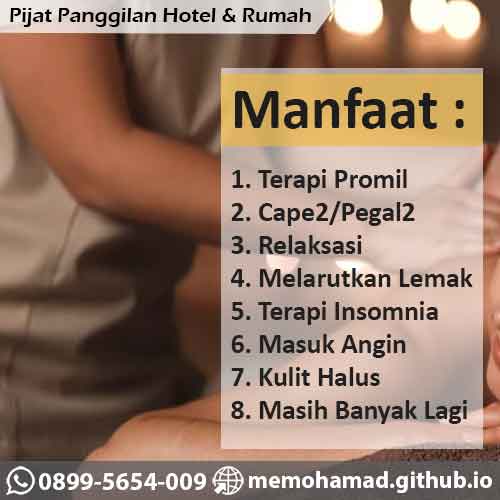 Pijat Panggilan Hotel & Rumah
Manfaat :
1. Terapi Promil
2. Cape2/Pegal2
3. Relaksasi
4. Melarutkan Lemak
5. Terapi Insomnia
6. Masuk Angin
7. Kulit Halus
8. Masih Banyak Lagi
0899-5654-009 memohamad.github.io